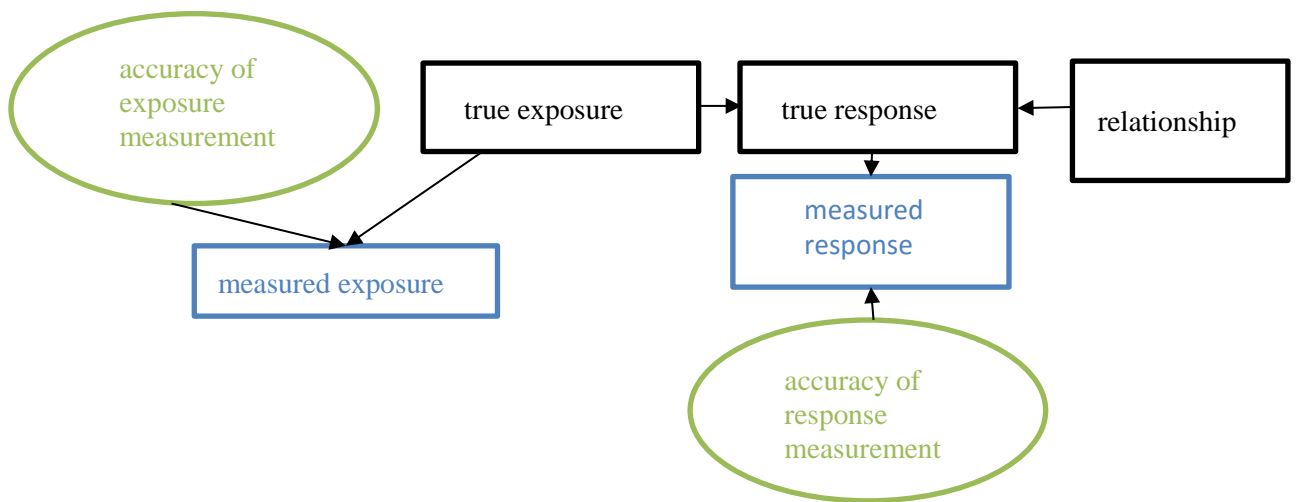 accuracy of
exposure
measurement
true exposure
true response
relationship
measured
response
measured exposure
accuracy of
response
measurement